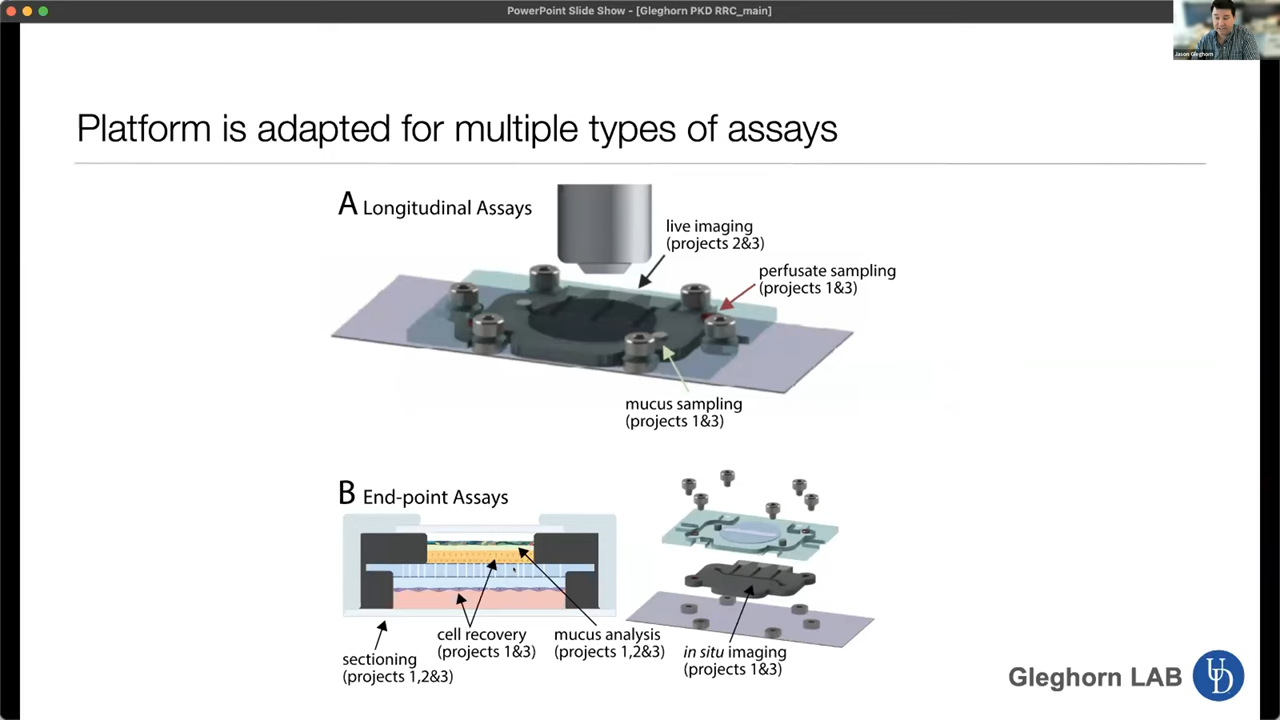 PowerPoint Slide Show - [Gleghorn PKD RRC_main]
Jason Gleghorn
Platform is adapted for multiple types of assays
A Longitudinal Assays
live imaging
(projects 2&3)
perfusate sampling
(projects 1&3)
mucus sampling
(projects 1&3)
B End-point Assays
cell recovery
(projects 1&3)
mucus analysis
(projects 1,2&3)
in situ imaging
(projects 1&3)
sectioning
(projects 1,2&3)
Gleghorn LAB
UD